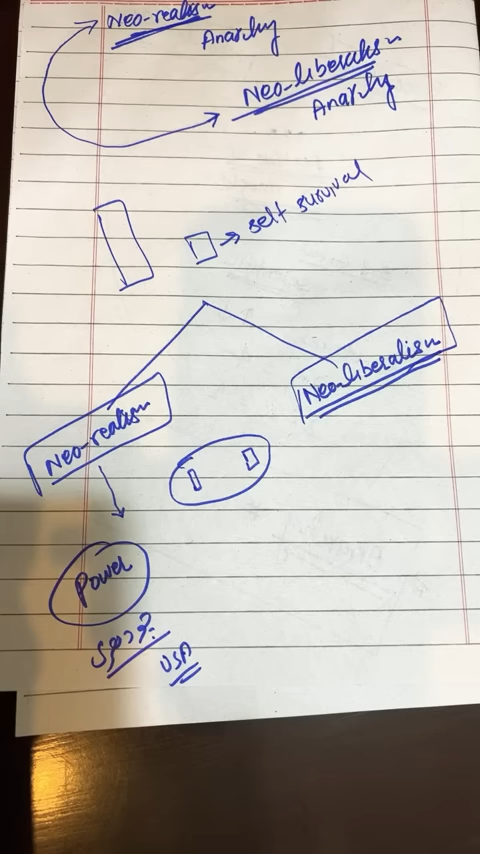 Neo-realism
Anarchy
Neo-liberalism
Anarchy
self survival
Neo-liberalism
Neo-realism
Power
USA